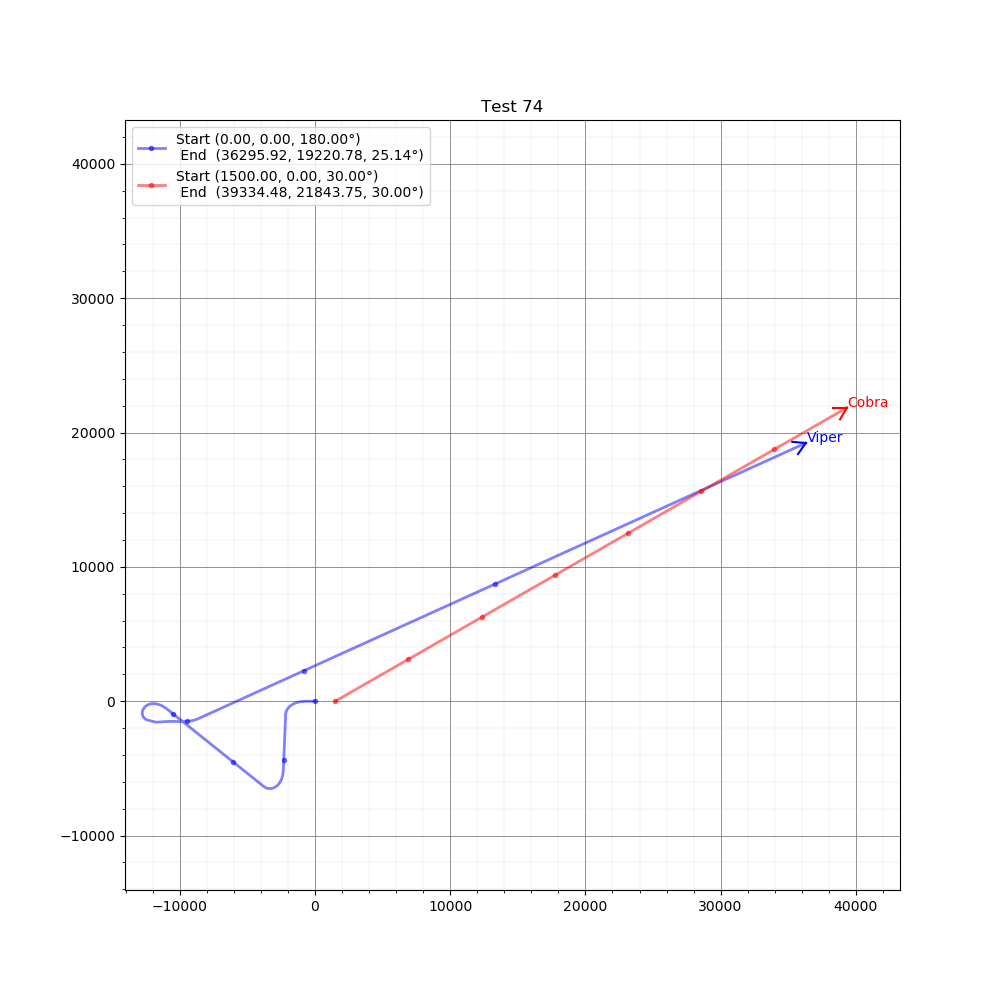 Test 74
Start (0.00, 0.00, 180.00°)
End  (36295.92, 19220.78, 25.14°)
Start (1500.00, 0.00, 30.00°)
End  (39334.48, 21843.75, 30.00°)
40000
30000
20000
10000
0
−10000
Cobra
Viper
−10000
0
10000
20000
30000
40000